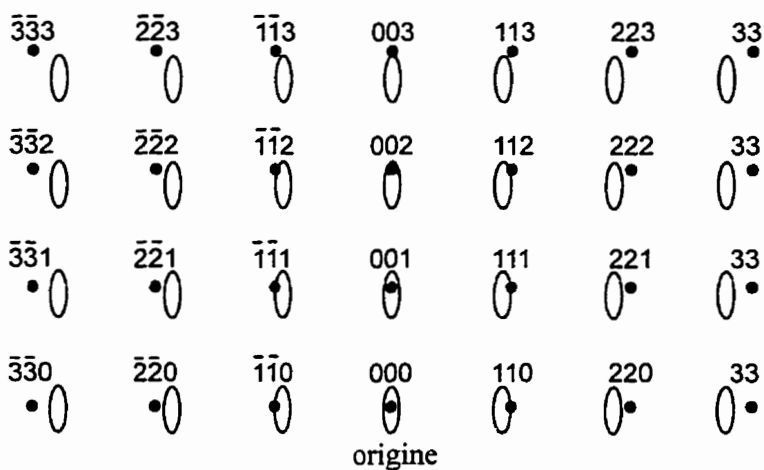 3̅3̅3 2̅2̅3 1̅1̅3 003 113 223 33
3̅3̅2 2̅2̅2 1̅1̅2 002 112 222 33
3̅3̅1 2̅2̅1 1̅1̅1 001 111 221 33
3̅3̅0 2̅2̅0 1̅1̅0 000 110 220 33
origine